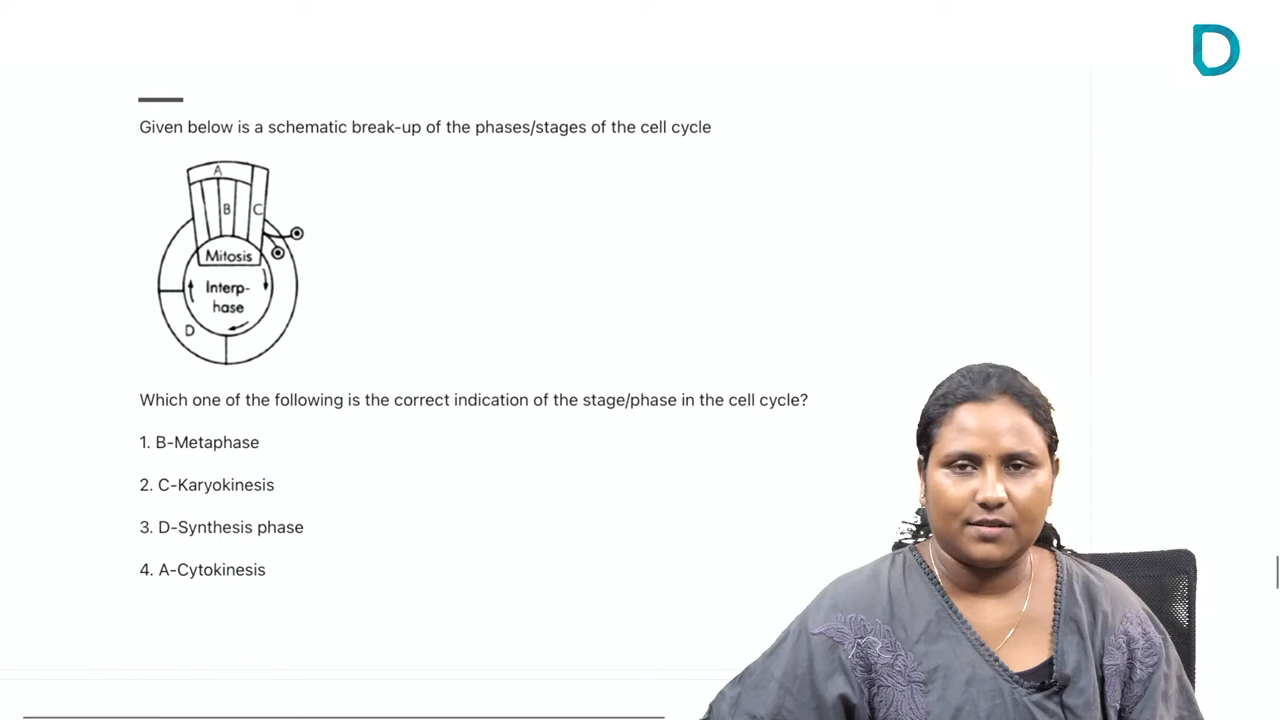 D
Given below is a schematic break-up of the phases/stages of the cell cycle
A
B
C
Mitosis
Interp-
hase
D
Which one of the following is the correct indication of the stage/phase in the cell cycle?
1. B-Metaphase
2. C-Karyokinesis
3. D-Synthesis phase
4. A-Cytokinesis